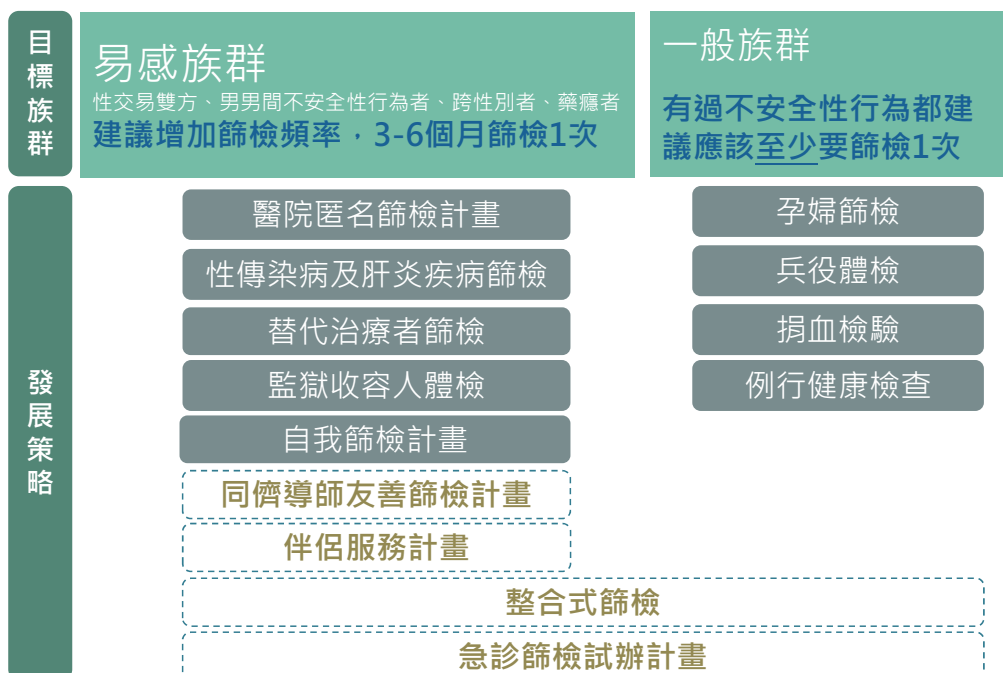 目標族群
易感族群
性交易雙方、男男間不安全性行為者、跨性別者、藥癮者
建議增加篩檢頻率，3-6個月篩檢1次
一般族群
有過不安全性行為都建
議應該至少要篩檢1次
發展策略
醫院匿名篩檢計畫
性傳染病及肝炎疾病篩檢
替代治療者篩檢
監獄收容人體檢
自我篩檢計畫
同儕導師友善篩檢計畫
伴侶服務計畫
孕婦篩檢
兵役體檢
捐血檢驗
例行健康檢查
整合式篩檢
急診篩檢試辦計畫